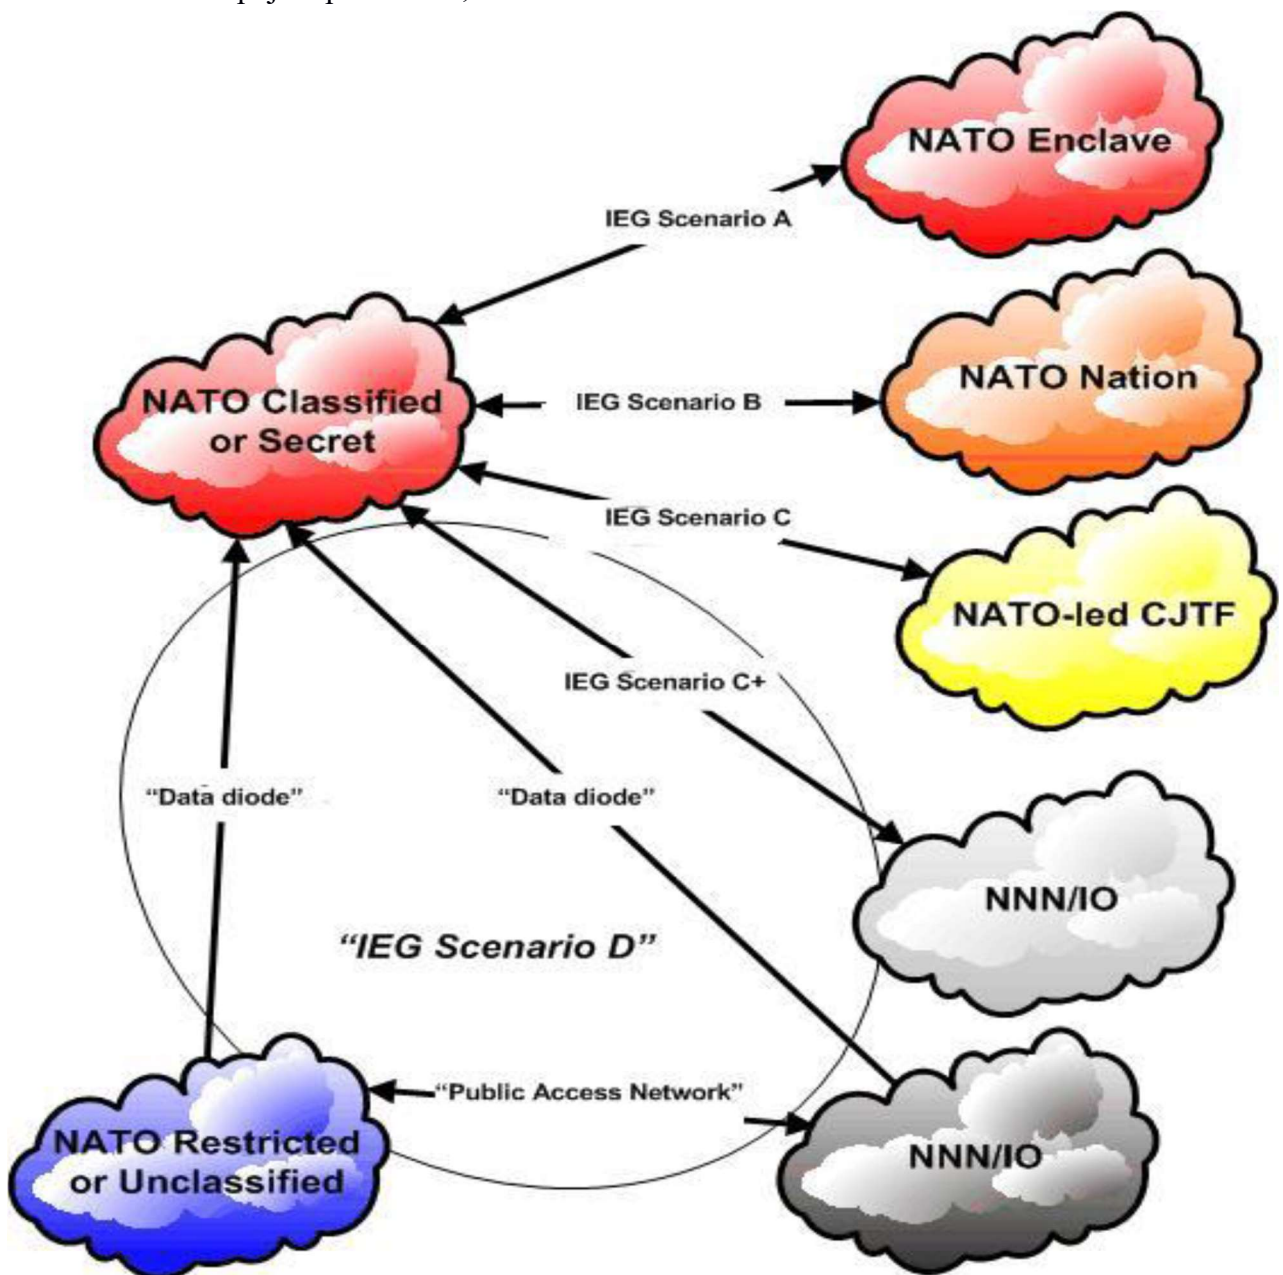 NATO Enclave
IEG Scenario A
NATO Nation
NATO Classified
or Secret
IEG Scenario B
IEG Scenario C
NATO-led CJTF
IEG Scenario C+
“Data diode”
“Data diode”
NNN/IO
“IEG Scenario D”
“Public Access Network”
NATO Restricted
or Unclassified
NNN/IO